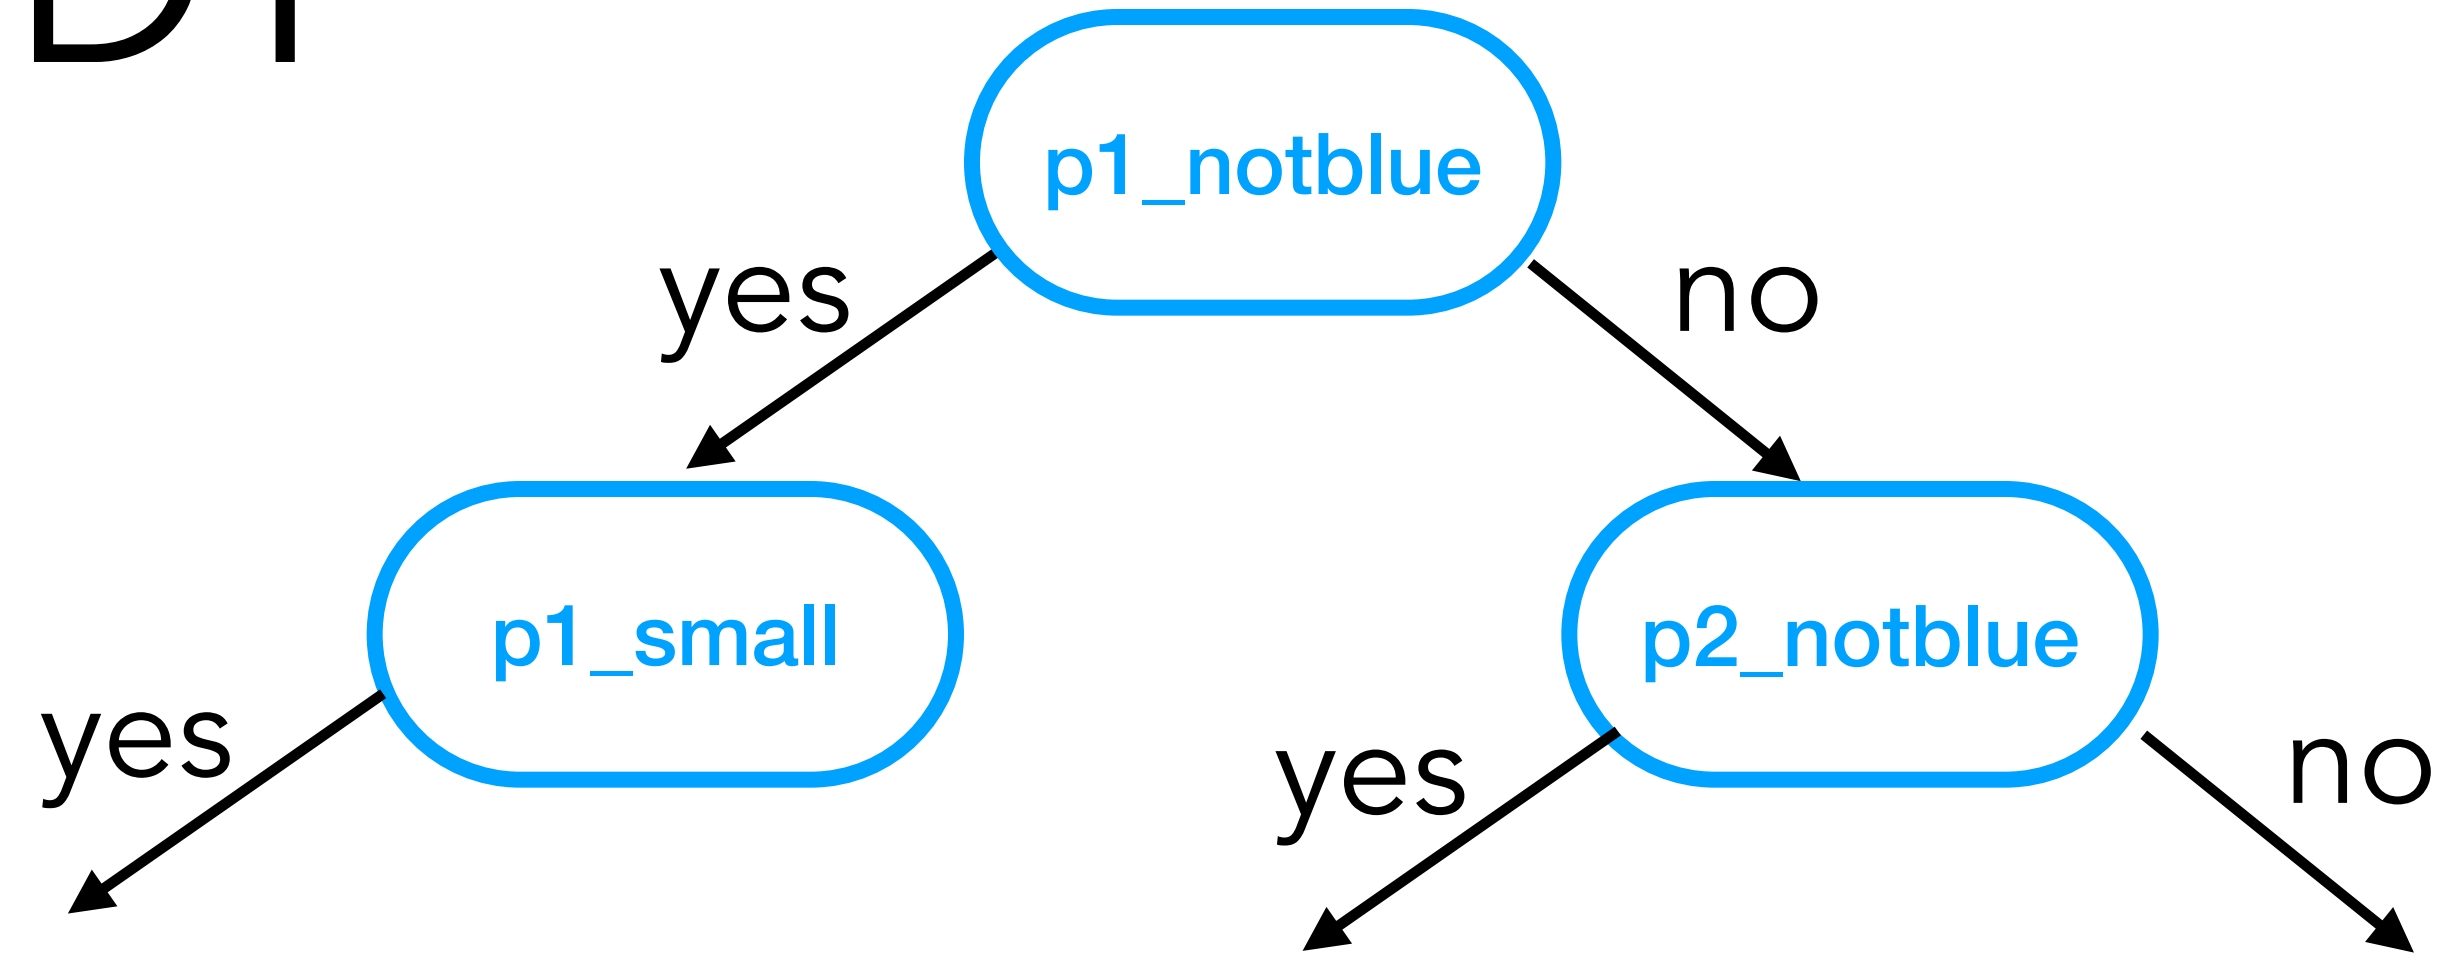 p1_notblue
yes
no
p1_small
p2_notblue
yes
yes
no